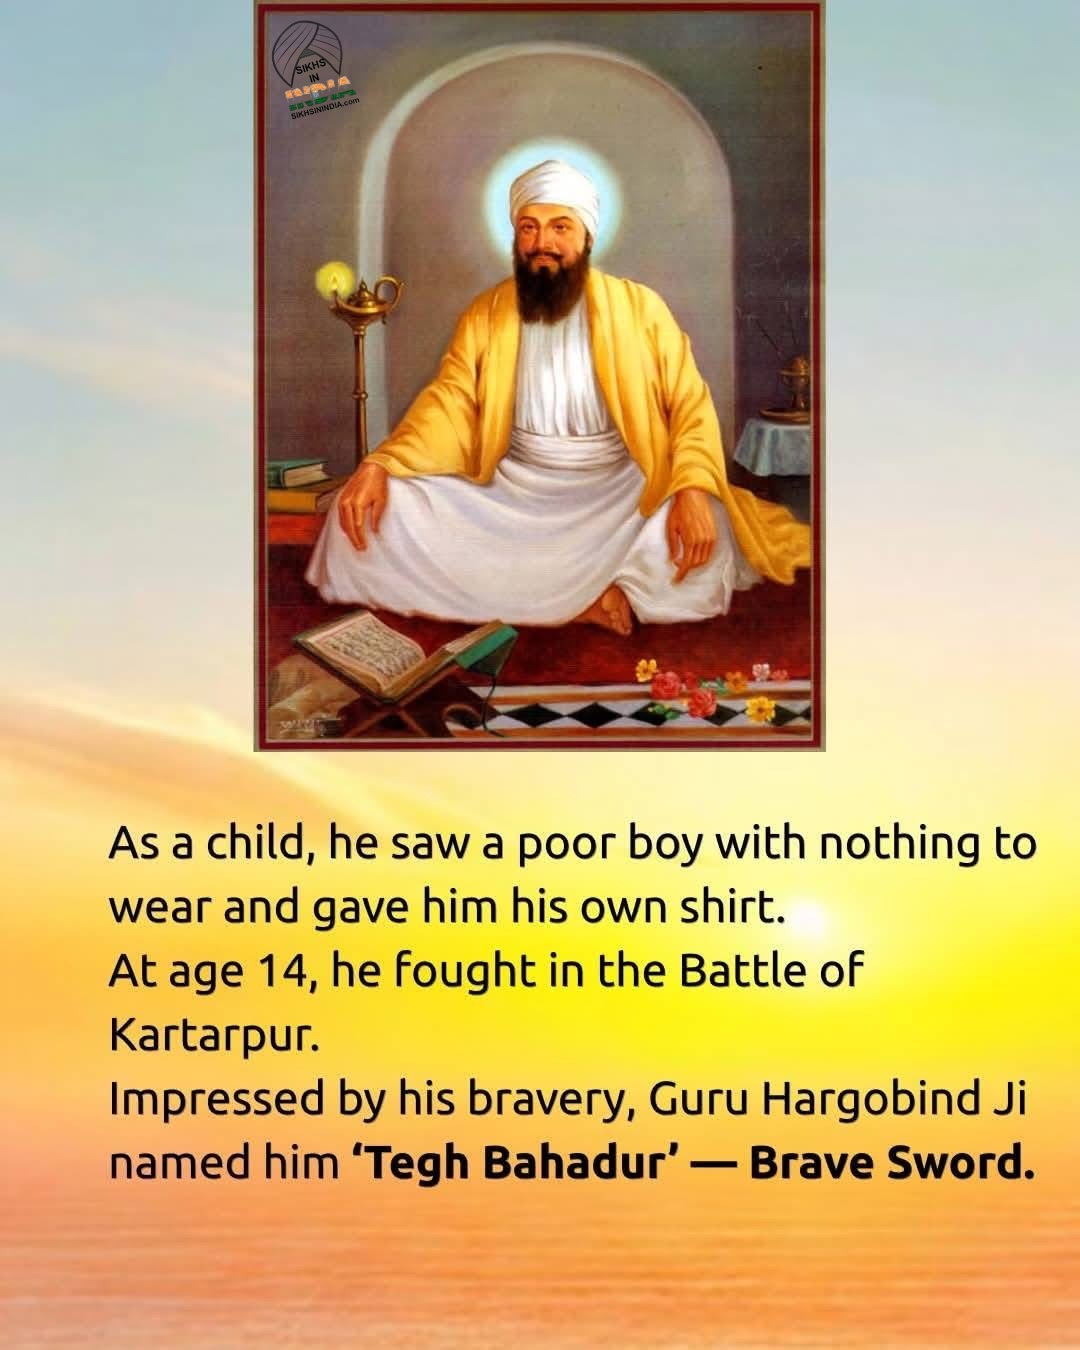 SIKHS
IN
INDIA
SIKHSININDIA.com
As a child, he saw a poor boy with nothing to
wear and gave him his own shirt.
At age 14, he fought in the Battle of
Kartarpur.
Impressed by his bravery, Guru Hargobind Ji
named him ‘Tegh Bahadur’ — Brave Sword.